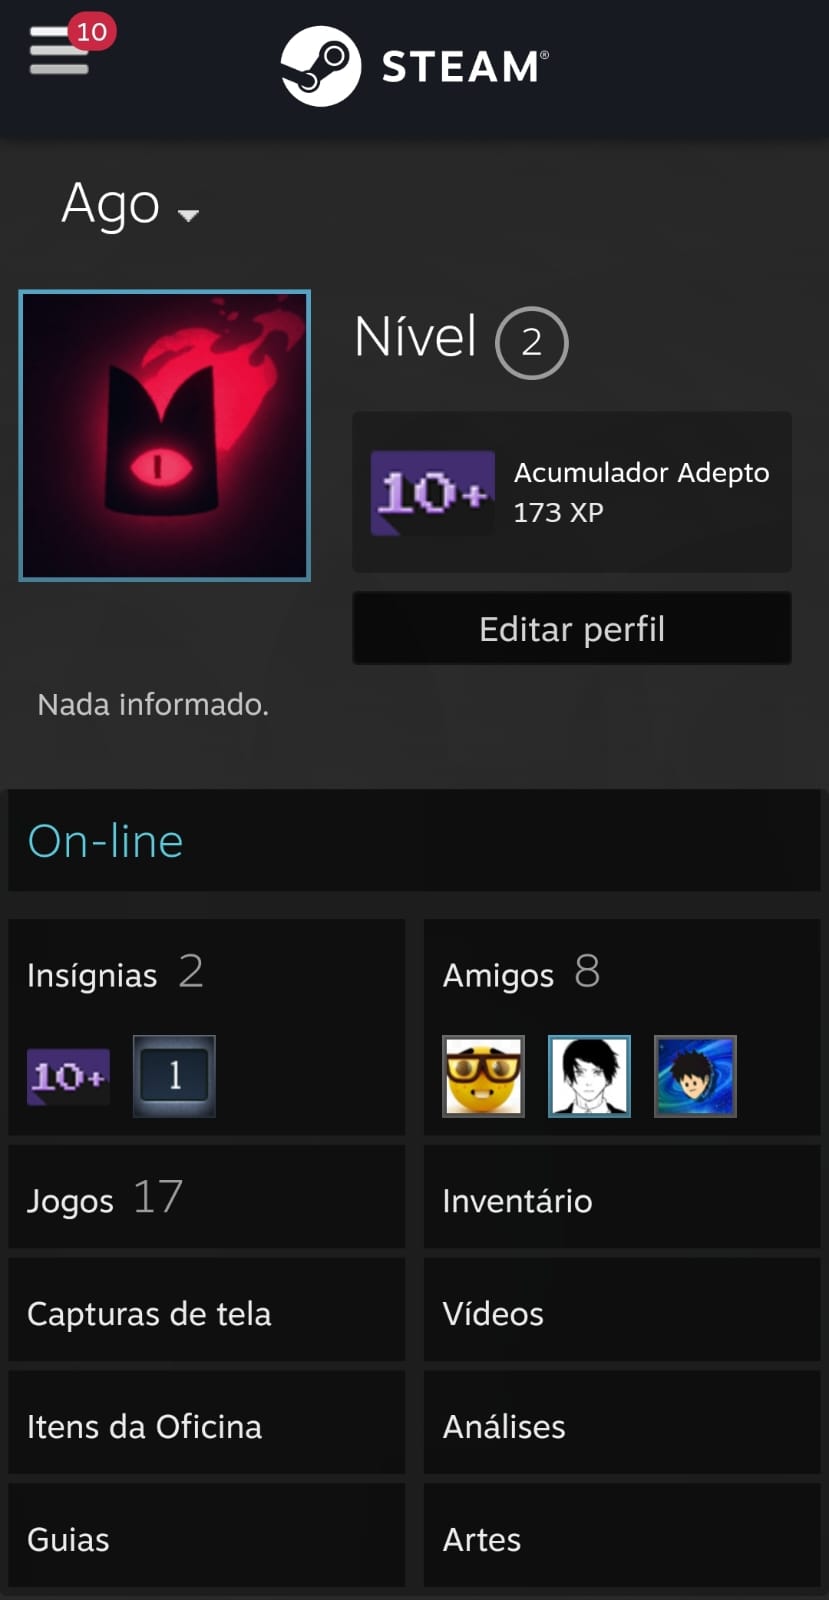 10
STEAM®
Ago
Nível 2
10+
Acumulador Adepto
173 XP
Editar perfil
Nada informado.
On-line
Insígnias 2
10+ 1
Amigos 8
Jogos 17
Inventário
Capturas de tela
Vídeos
Itens da Oficina
Análises
Guias
Artes